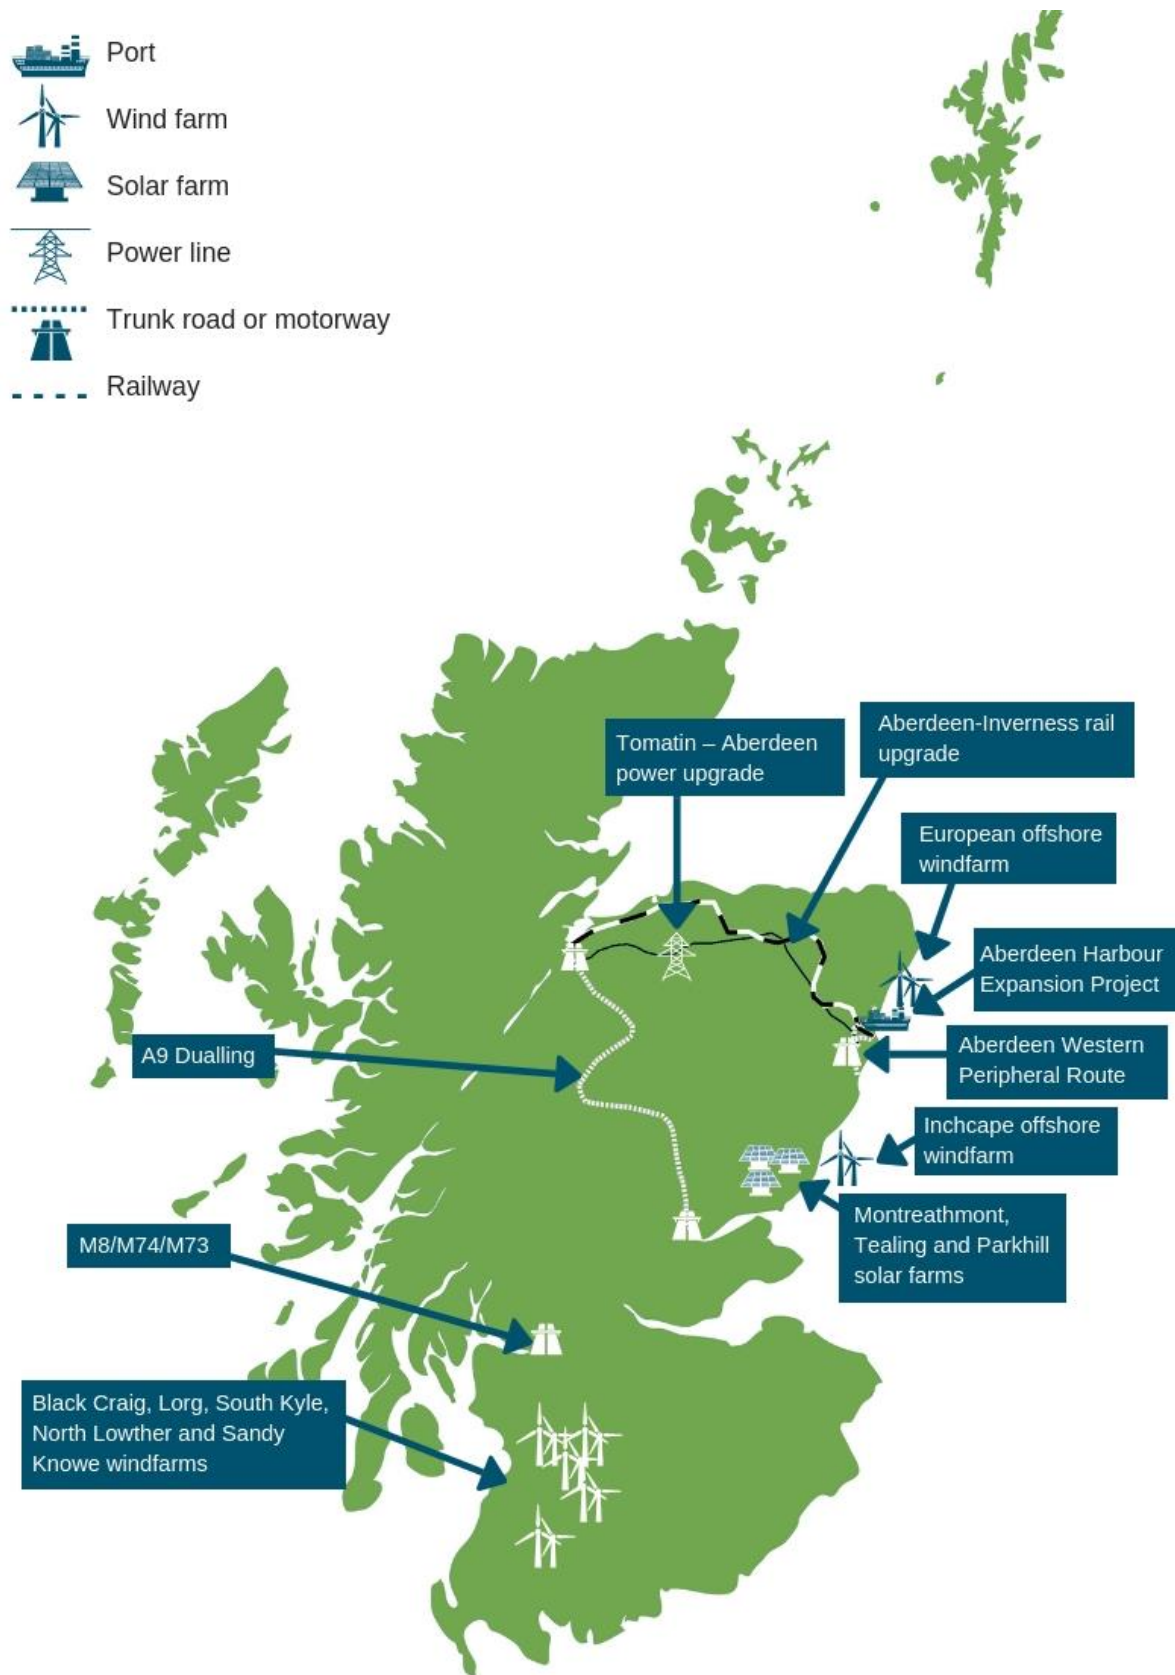 Port
Wind farm
Solar farm
Power line
Trunk road or motorway
Railway
Tomatin – Aberdeen
power upgrade
Aberdeen-Inverness rail
upgrade
European offshore
windfarm
Aberdeen Harbour
Expansion Project
A9 Dualling
Aberdeen Western
Peripheral Route
Inchcape offshore
windfarm
Montreathmont,
Tealing and Parkhill
solar farms
M8/M74/M73
Black Craig, Lorg, South Kyle,
North Lowther and Sandy
Knowe windfarms